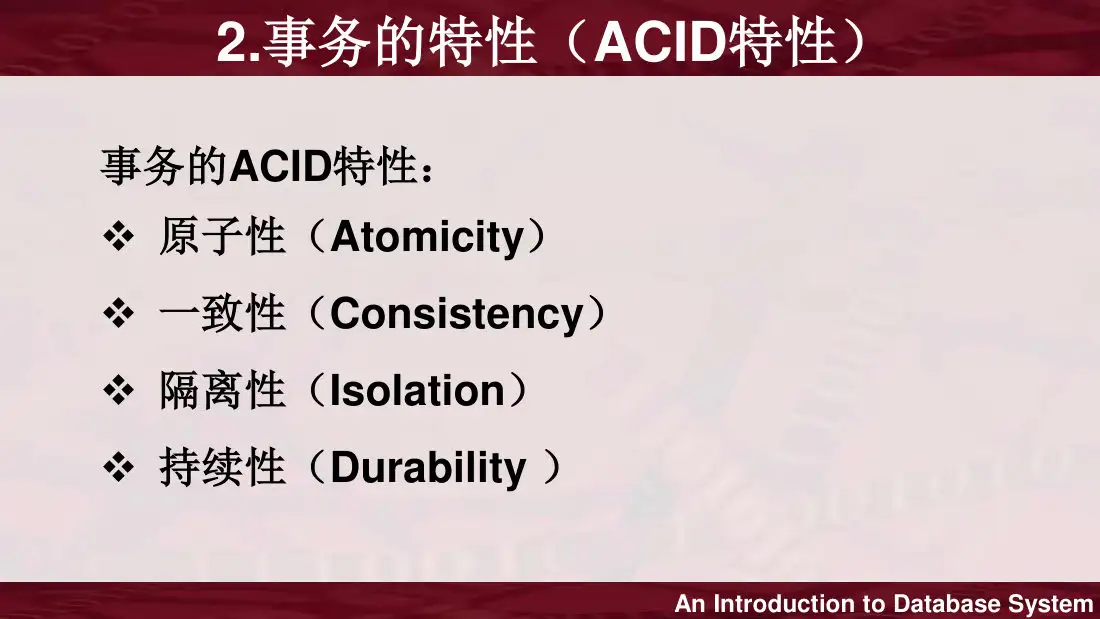 2.事务的特性（ACID特性）
事务的ACID特性：
❖ 原子性（Atomicity）
❖ 一致性（Consistency）
❖ 隔离性（Isolation）
❖ 持续性（Durability ）
An Introduction to Database System